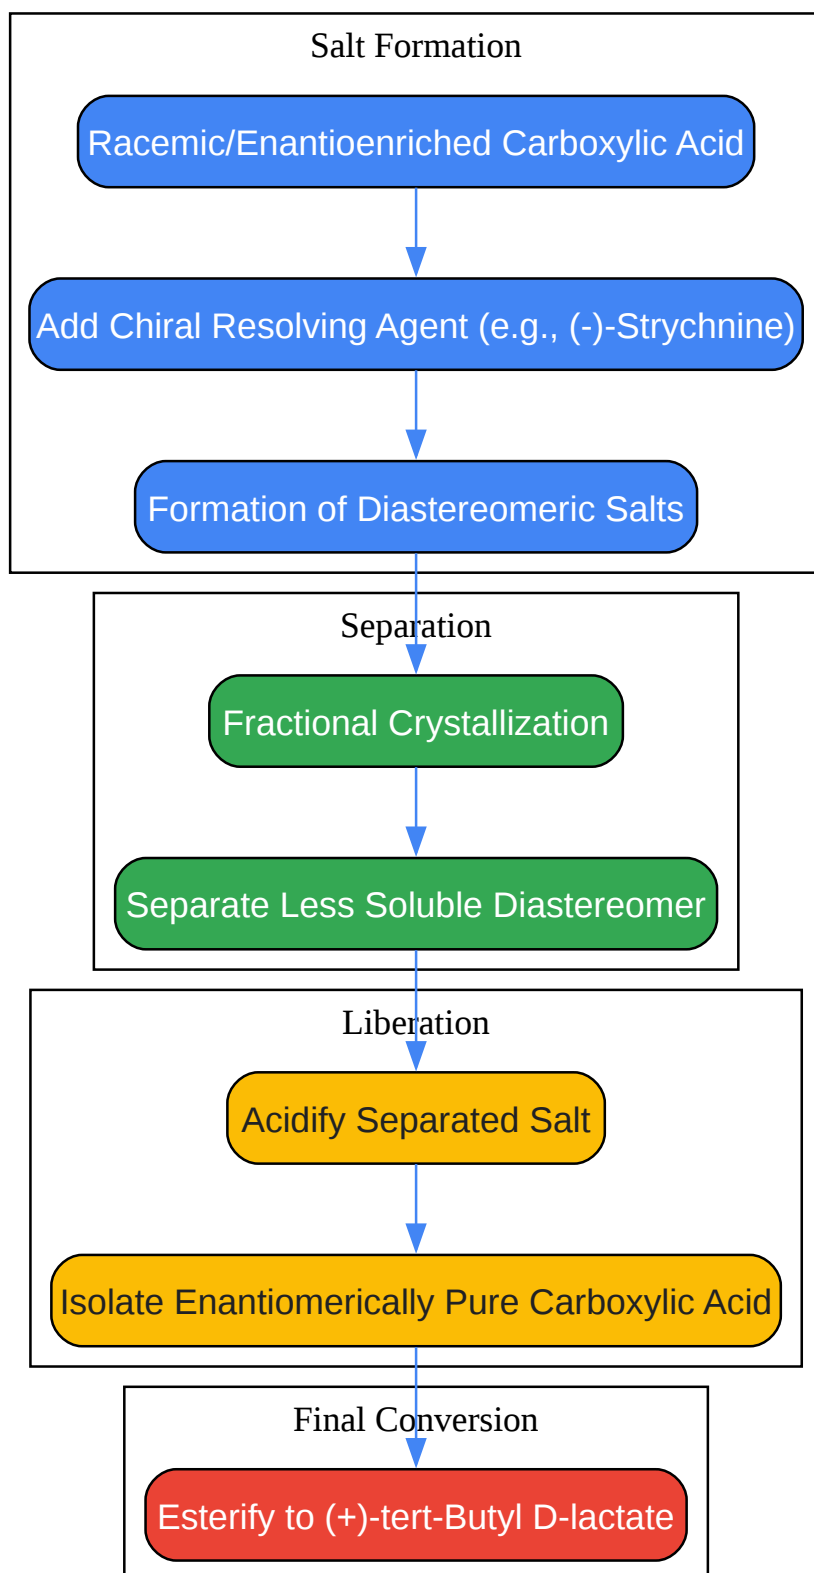 Salt Formation
Racemic/Enantioenriched Carboxylic Acid
Add Chiral Resolving Agent (e.g., (-)-Strychnine)
Formation of Diastereomeric Salts
Separation
Fractional Crystallization
Separate Less Soluble Diastereomer
Liberation
Acidify Separated Salt
Isolate Enantiomerically Pure Carboxylic Acid
Final Conversion
Esterify to (+)-tert-Butyl D-lactate